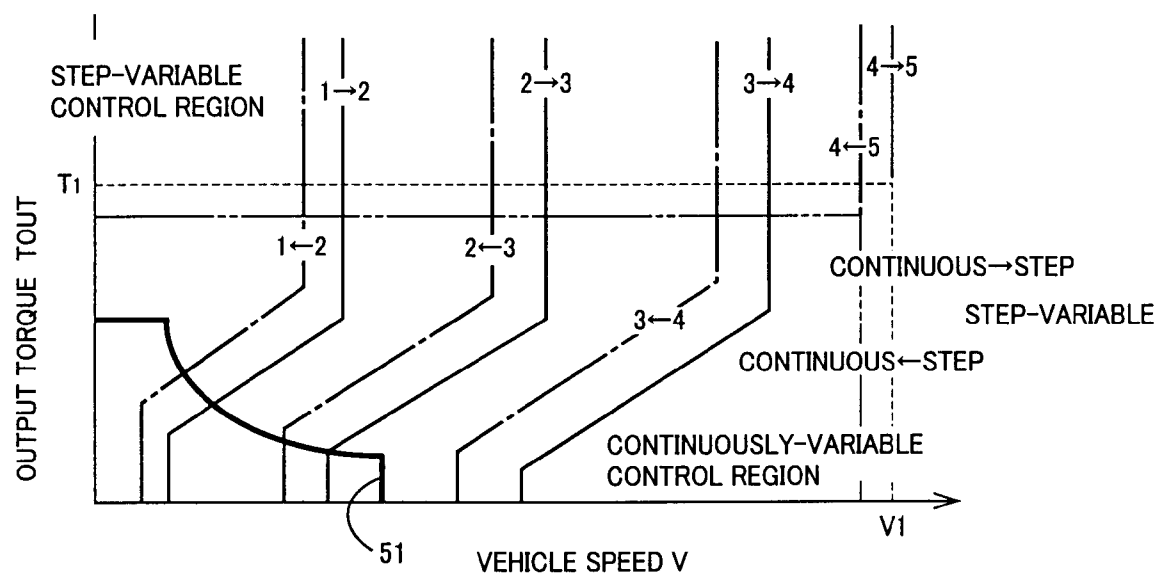 STEP-VARIABLE
CONTROL REGION
1→2
2→3
3→4
4→5
4←5
T1
1←2
2←3
CONTINUOUS→STEP
3←4
STEP-VARIABLE
CONTINUOUS←STEP
OUTPUT TORQUE TOUT
CONTINUOUSLY-VARIABLE
CONTROL REGION
V1
51
VEHICLE SPEED V